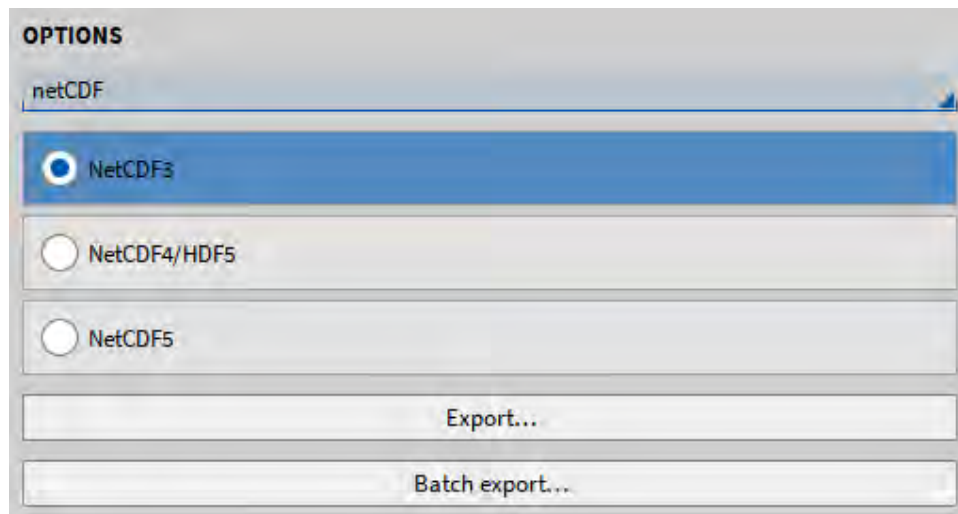 OPTIONS
netCDF
NetCDF3
NetCDF4/HDF5
NetCDF5
Export...
Batch export...